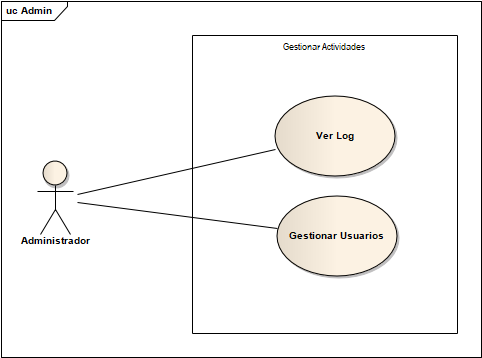 uc Admin
Gestionar Actividades
Ver Log
Gestionar Usuarios
Administrador